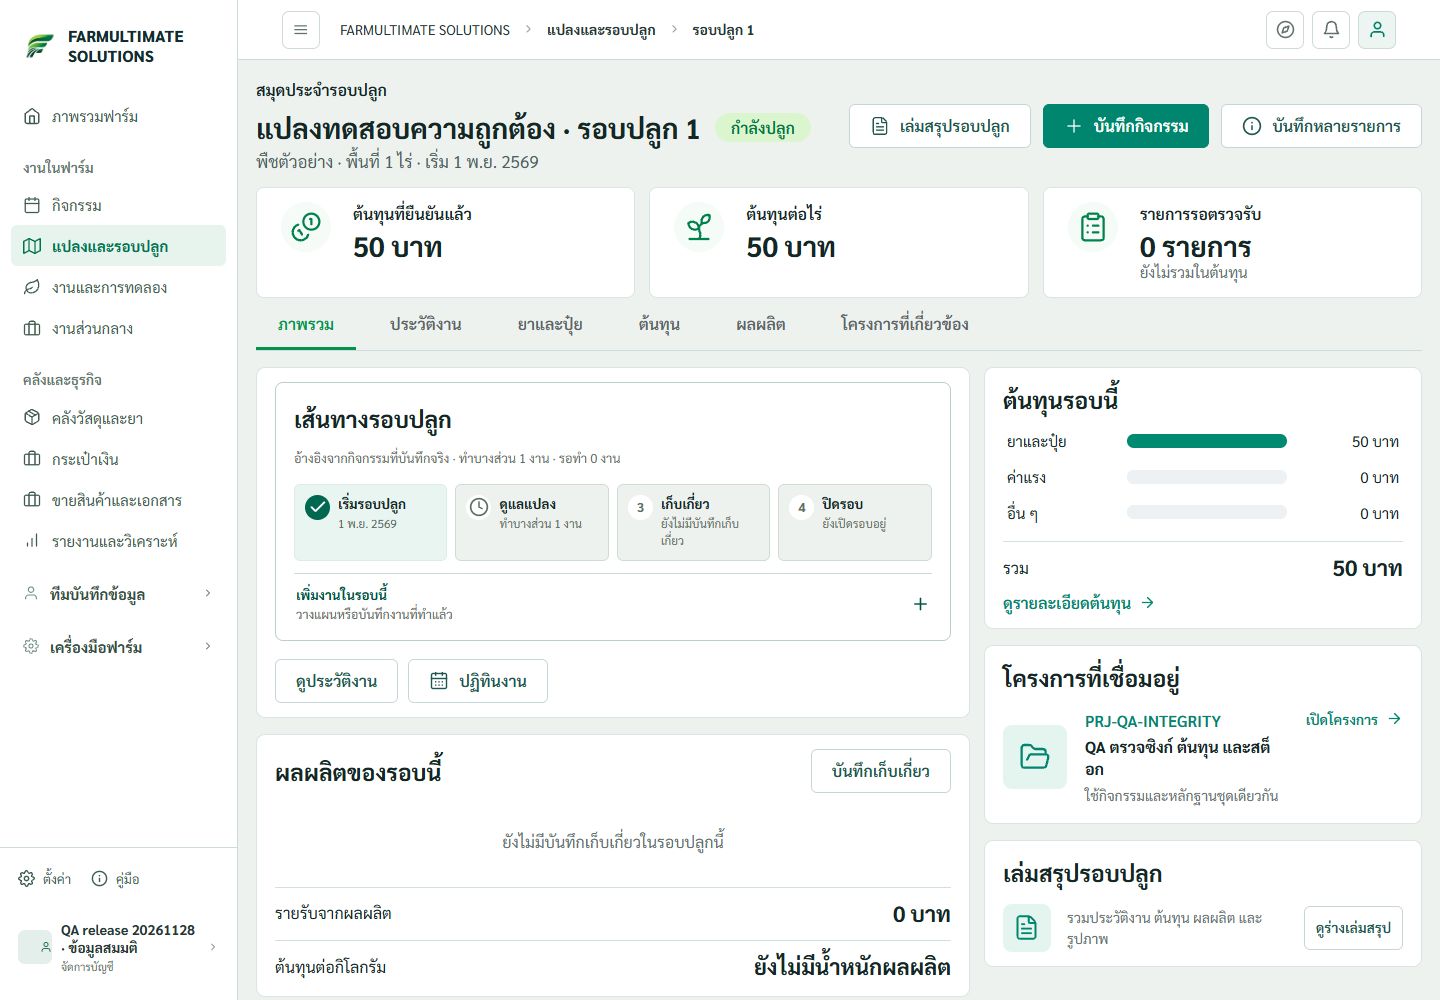 FARMULTIMATE
SOLUTIONS
ภาพรวมฟาร์ม
งานในฟาร์ม
กิจกรรม
แปลงและรอบปลูก
งานและการทดลอง
งานส่วนกลาง
คลังและธุรกิจ
คลังวัสดุและยา
กระเป๋าเงิน
ขายสินค้าและเอกสาร
รายงานและวิเคราะห์
ทีมบันทึกข้อมูล
เครื่องมือฟาร์ม
ตั้งค่า
คู่มือ
QA release 20261128
· ข้อมูลสมมติ
จัดการบัญชี
FARMULTIMATE SOLUTIONS
แปลงและรอบปลูก
รอบปลูก 1
สมุดประจำรอบปลูก
แปลงทดสอบความถูกต้อง · รอบปลูก 1
กำลังปลูก
พืชตัวอย่าง · พื้นที่ 1 ไร่ · เริ่ม 1 พ.ย. 2569
เล่มสรุปรอบปลูก
บันทึกกิจกรรม
บันทึกหลายรายการ
ต้นทุนที่ยืนยันแล้ว
50 บาท
ต้นทุนต่อไร่
50 บาท
รายการรอตรวจรับ
0 รายการ
ยังไม่รวมในต้นทุน
ภาพรวม
ประวัติงาน
ยาและปุ๋ย
ต้นทุน
ผลผลิต
โครงการที่เกี่ยวข้อง
เส้นทางรอบปลูก
อ้างอิงจากกิจกรรมที่บันทึกจริง · ทำบางส่วน 1 งาน · รอทำ 0 งาน
เริ่มรอบปลูก
1 พ.ย. 2569
ดูแลแปลง
ทำบางส่วน 1 งาน
3
เก็บเกี่ยว
ยังไม่มีบันทึกเก็บ
เกี่ยว
4
ปิดรอบ
ยังเปิดรอบอยู่
เพิ่มงานในรอบนี้
วางแผนหรือบันทึกงานที่ทำแล้ว
ดูประวัติงาน
ปฏิทินงาน
ผลผลิตของรอบนี้
บันทึกเก็บเกี่ยว
ยังไม่มีบันทึกเก็บเกี่ยวในรอบปลูกนี้
รายรับจากผลผลิต
0 บาท
ต้นทุนต่อกิโลกรัม
ยังไม่มีน้ำหนักผลผลิต
ต้นทุนรอบนี้
ยาและปุ๋ย
50 บาท
ค่าแรง
0 บาท
อื่น ๆ
0 บาท
รวม
50 บาท
ดูรายละเอียดต้นทุน
โครงการที่เชื่อมอยู่
PRJ-QA-INTEGRITY
เปิดโครงการ
QA ตรวจซิงก์ ต้นทุน และสต็
อก
ใช้กิจกรรมและหลักฐานชุดเดียวกัน
เล่มสรุปรอบปลูก
รวมประวัติงาน ต้นทุน ผลผลิต และ
รูปภาพ
ดูร่างเล่มสรุป